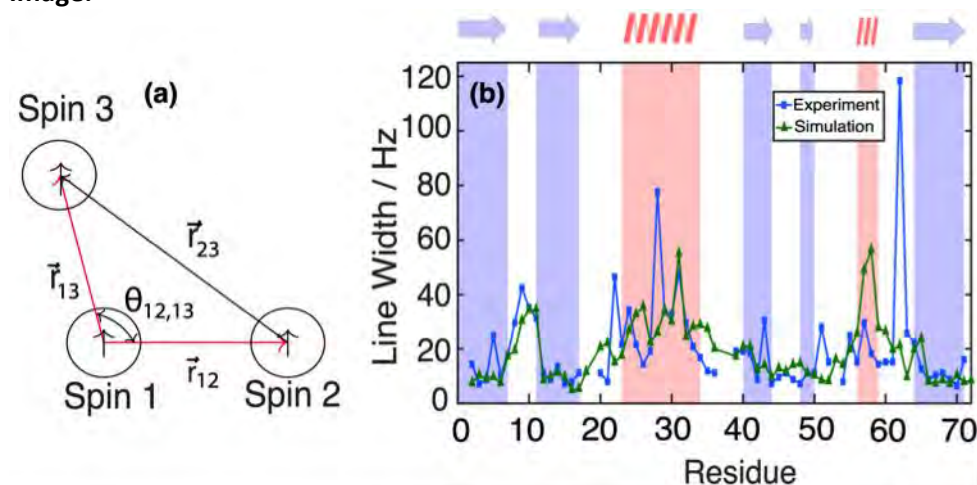 (a)
Spin 3
r⃗₂₃
r⃗₁₃
θ₁₂,₁₃
r⃗₁₂
Spin 1
Spin 2
(b)
Experiment
Simulation
Line Width / Hz
120
100
80
60
40
20
0
0 10 20 30 40 50 60 70
Residue